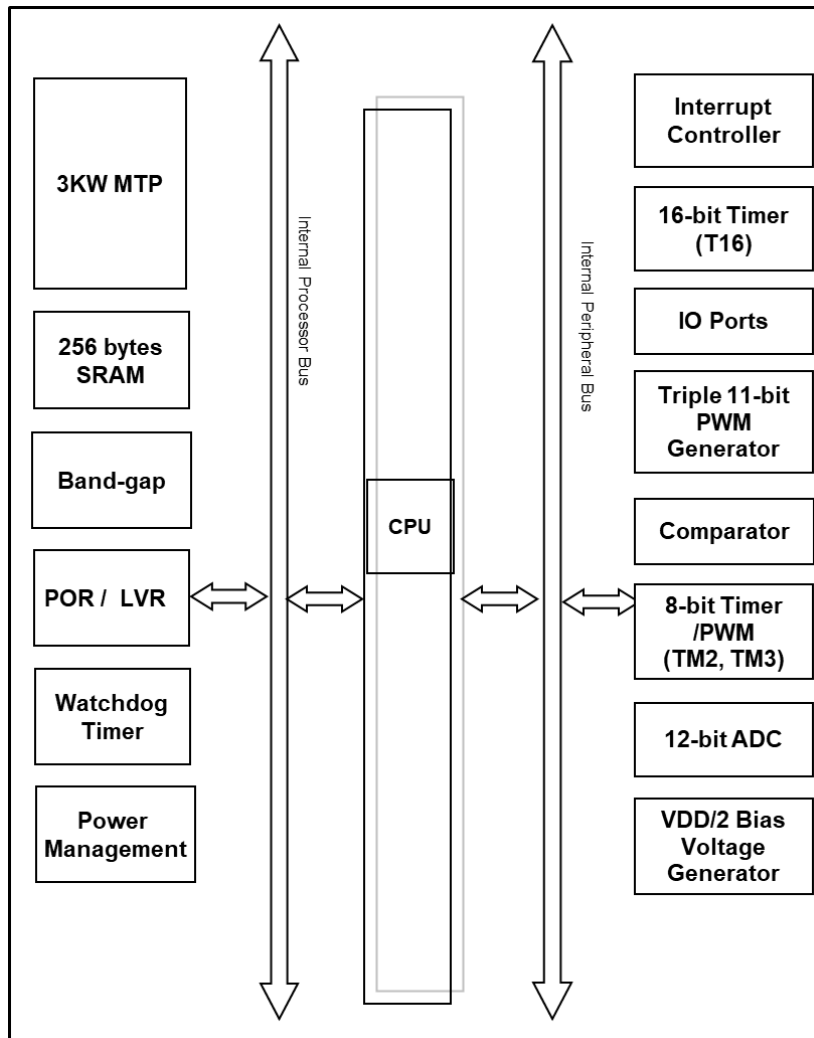 3KW MTP
256 bytes
SRAM
Band-gap
POR / LVR
Watchdog
Timer
Power
Management
Internal Processor Bus
CPU
Internal Peripheral Bus
Interrupt
Controller
16-bit Timer
(T16)
IO Ports
Triple 11-bit
PWM
Generator
Comparator
8-bit Timer
/PWM
(TM2, TM3)
12-bit ADC
VDD/2 Bias
Voltage
Generator